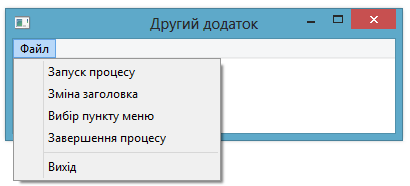 Другий додаток
Файл
Запуск процесу
Зміна заголовка
Вибір пункту меню
Завершення процесу
Вихід